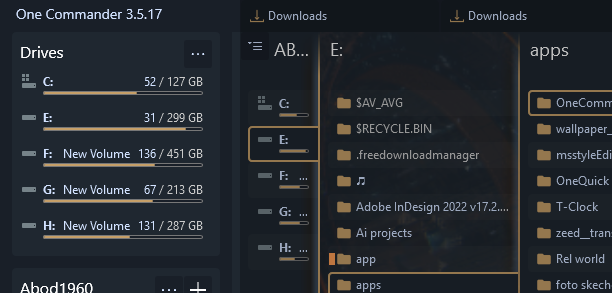 One Commander 3.5.17
Downloads
Downloads
Drives ...
C: 52 / 127 GB
E: 31 / 299 GB
F: New Volume 136 / 451 GB
G: New Volume 67 / 213 GB
H: New Volume 131 / 287 GB
Abod1960 ... +
AB...
C:
E:
F: ...
G: ...
H: ...
E:
$AV_AVG
$RECYCLE.BIN
.freedownloadmanager
♫
Adobe InDesign 2022 v17.2....
Ai projects
app
apps
apps
OneComm
wallpaper_
msstyleEdi
OneQuick
T-Clock
zeed__trans
Rel world
foto skech